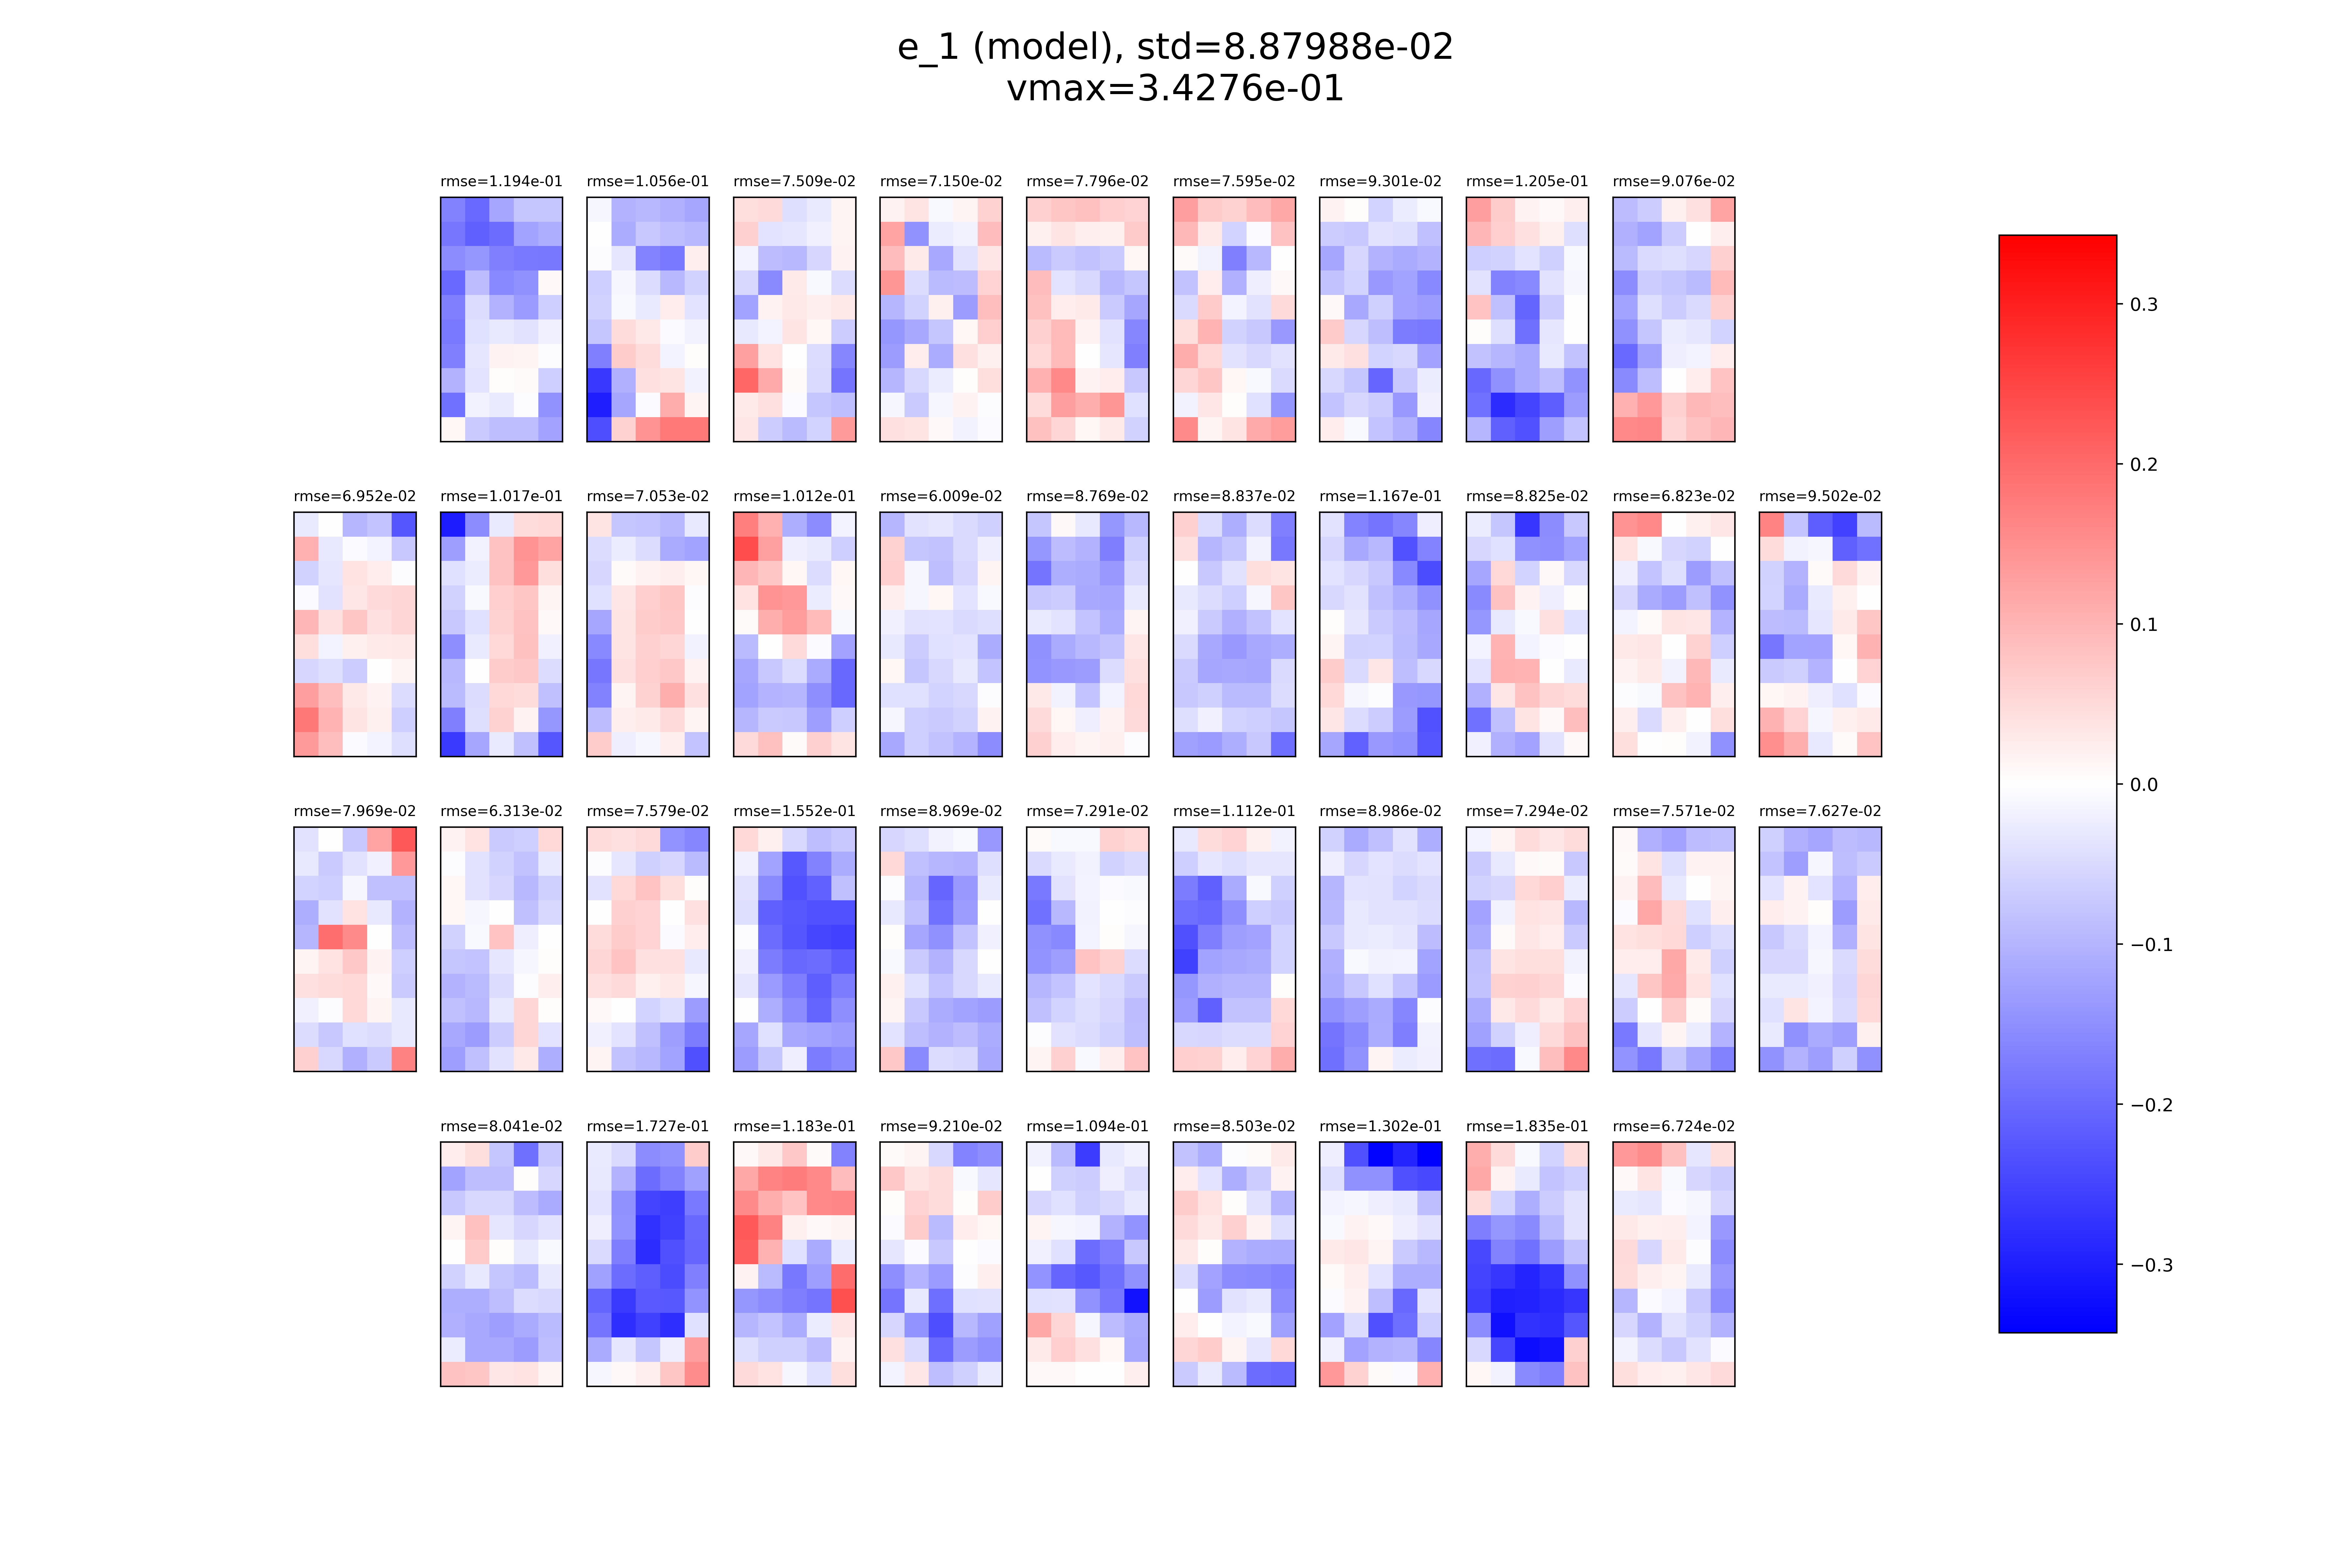 e_1 (model), std=8.87988e-02
vmax=3.4276e-01
rmse=1.194e-01 rmse=1.056e-01 rmse=7.509e-02 rmse=7.150e-02 rmse=7.796e-02 rmse=7.595e-02 rmse=9.301e-02 rmse=1.205e-01 rmse=9.076e-02
rmse=6.952e-02 rmse=1.017e-01 rmse=7.053e-02 rmse=1.012e-01 rmse=6.009e-02 rmse=8.769e-02 rmse=8.837e-02 rmse=1.167e-01 rmse=8.825e-02 rmse=6.823e-02 rmse=9.502e-02
rmse=7.969e-02 rmse=6.313e-02 rmse=7.579e-02 rmse=1.552e-01 rmse=8.969e-02 rmse=7.291e-02 rmse=1.112e-01 rmse=8.986e-02 rmse=7.294e-02 rmse=7.571e-02 rmse=7.627e-02
rmse=8.041e-02 rmse=1.727e-01 rmse=1.183e-01 rmse=9.210e-02 rmse=1.094e-01 rmse=8.503e-02 rmse=1.302e-01 rmse=1.835e-01 rmse=6.724e-02
0.3
0.2
0.1
0.0
−0.1
−0.2
−0.3